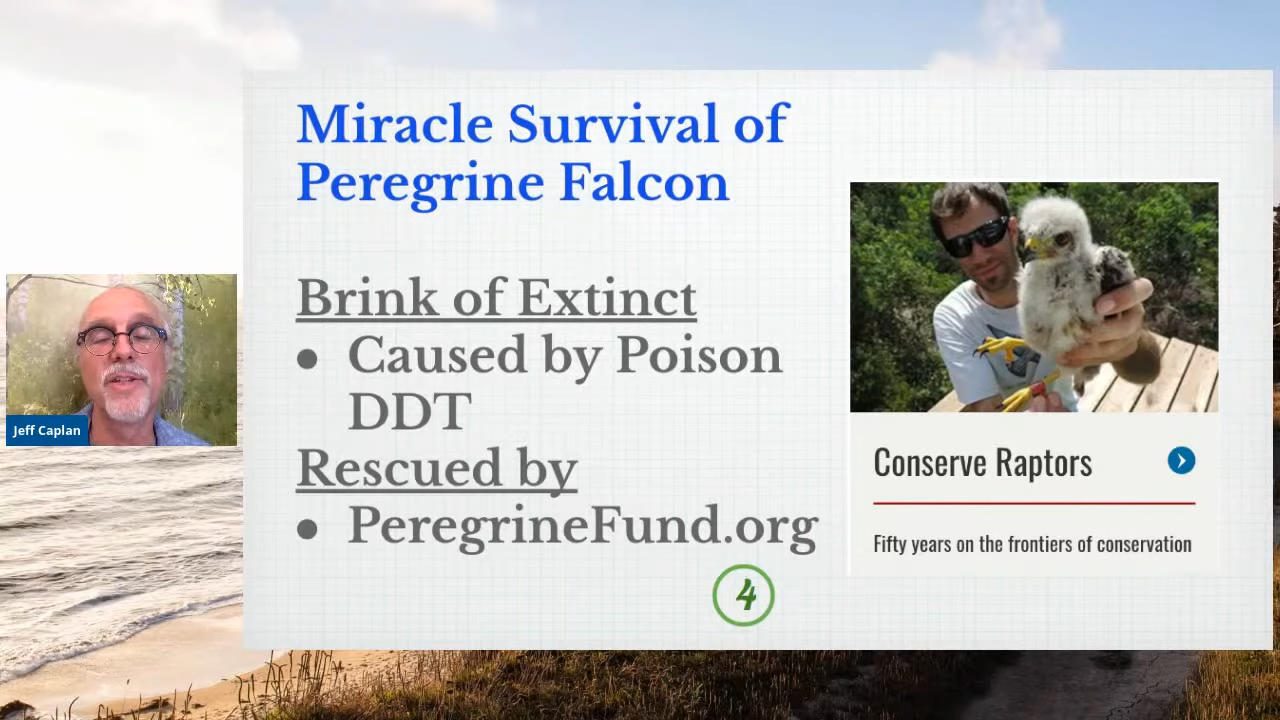 Miracle Survival of
Peregrine Falcon
Brink of Extinct
● Caused by Poison
DDT
Rescued by
● PeregrineFund.org
4
Jeff Caplan
Conserve Raptors
Fifty years on the frontiers of conservation